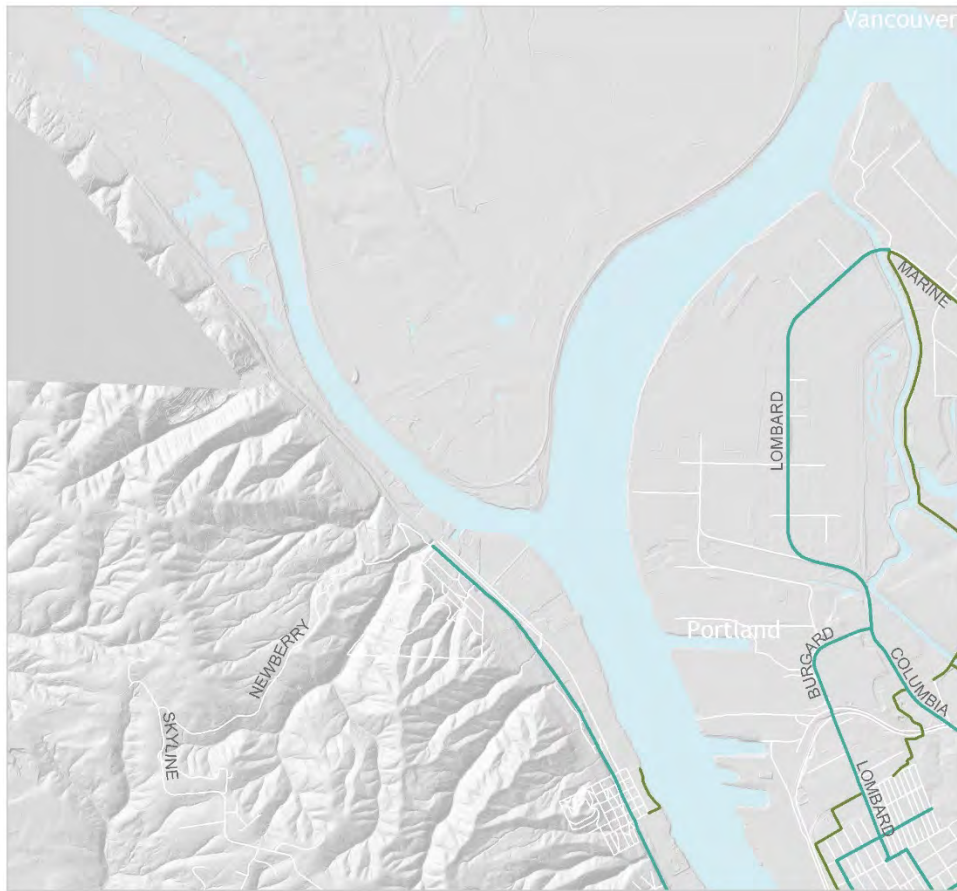 Vancouver
MARINE
LOMBARD
Portland
BURGARD
COLUMBIA
NEWBERRY
SKYLINE
LOMBARD